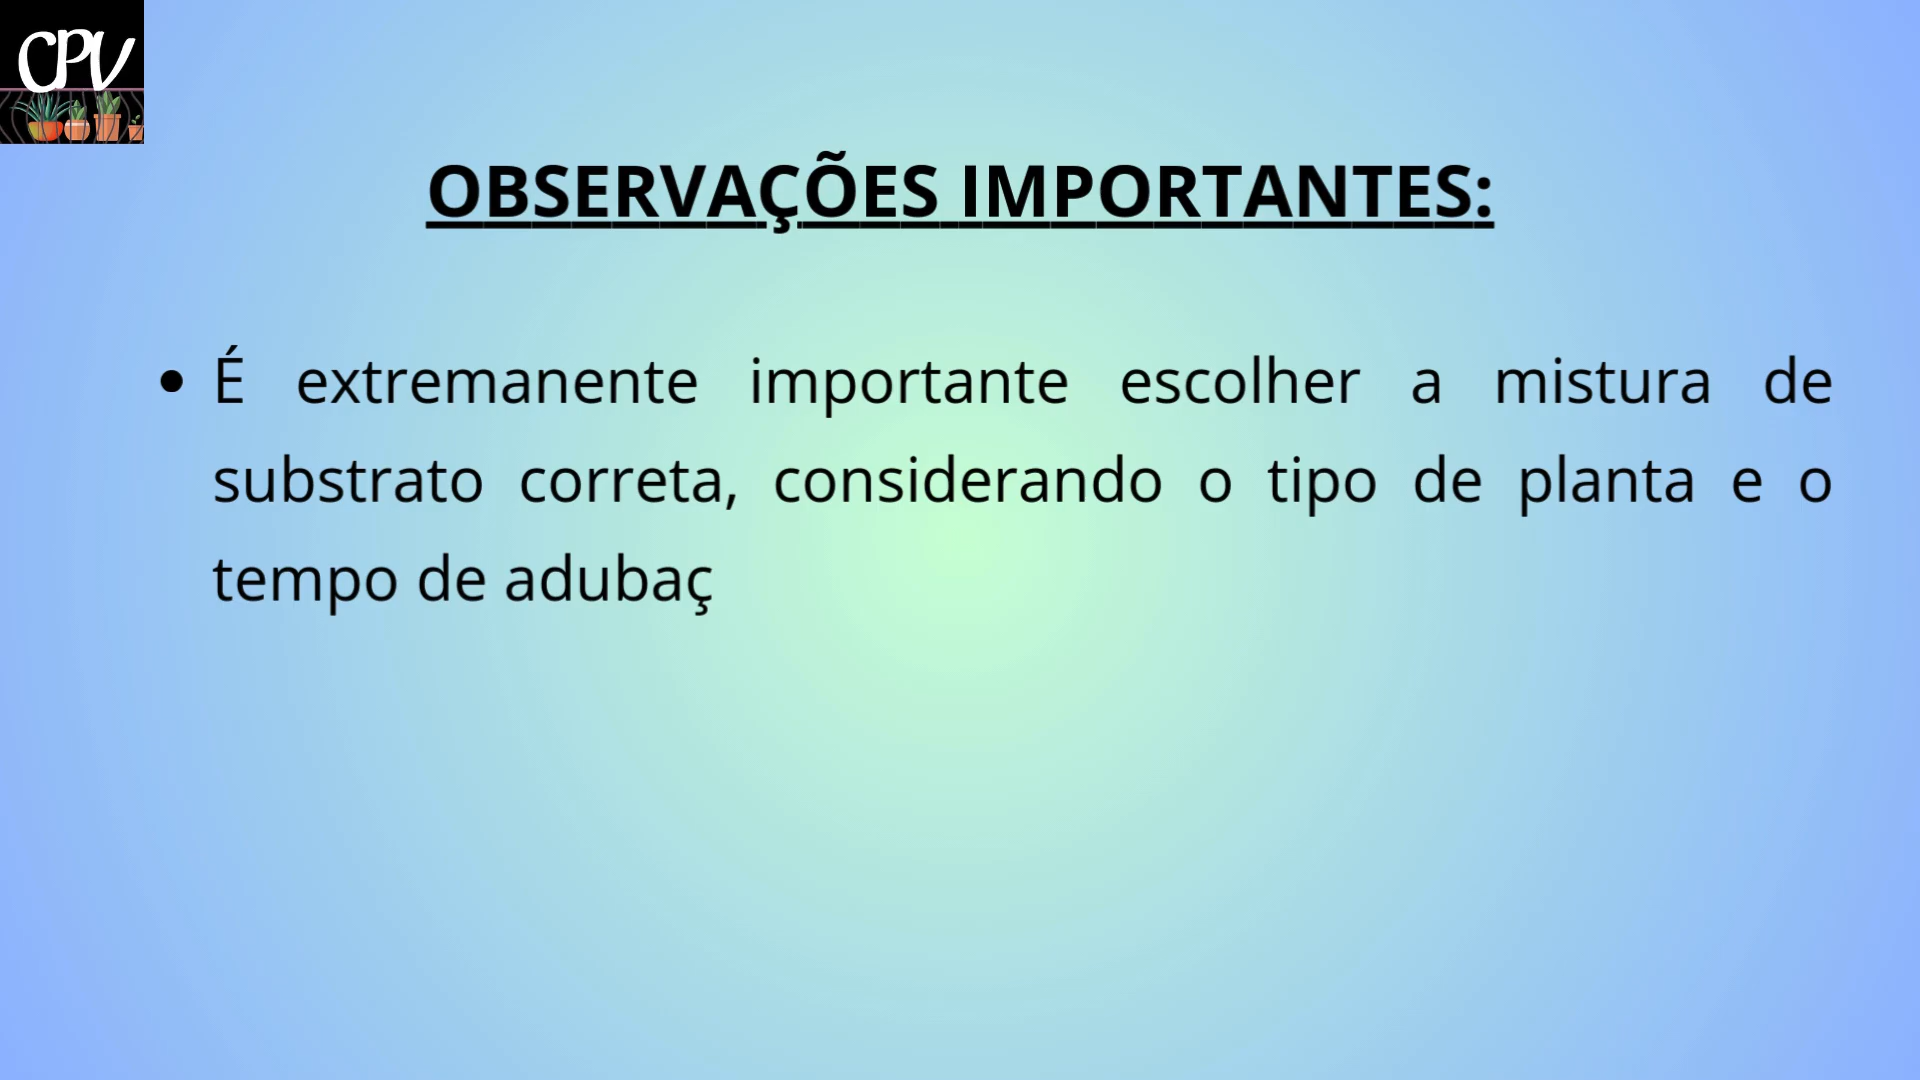 CPV
OBSERVAÇÕES IMPORTANTES:
• É extremanente importante escolher a mistura de
substrato correta, considerando o tipo de planta e o
tempo de adubaç